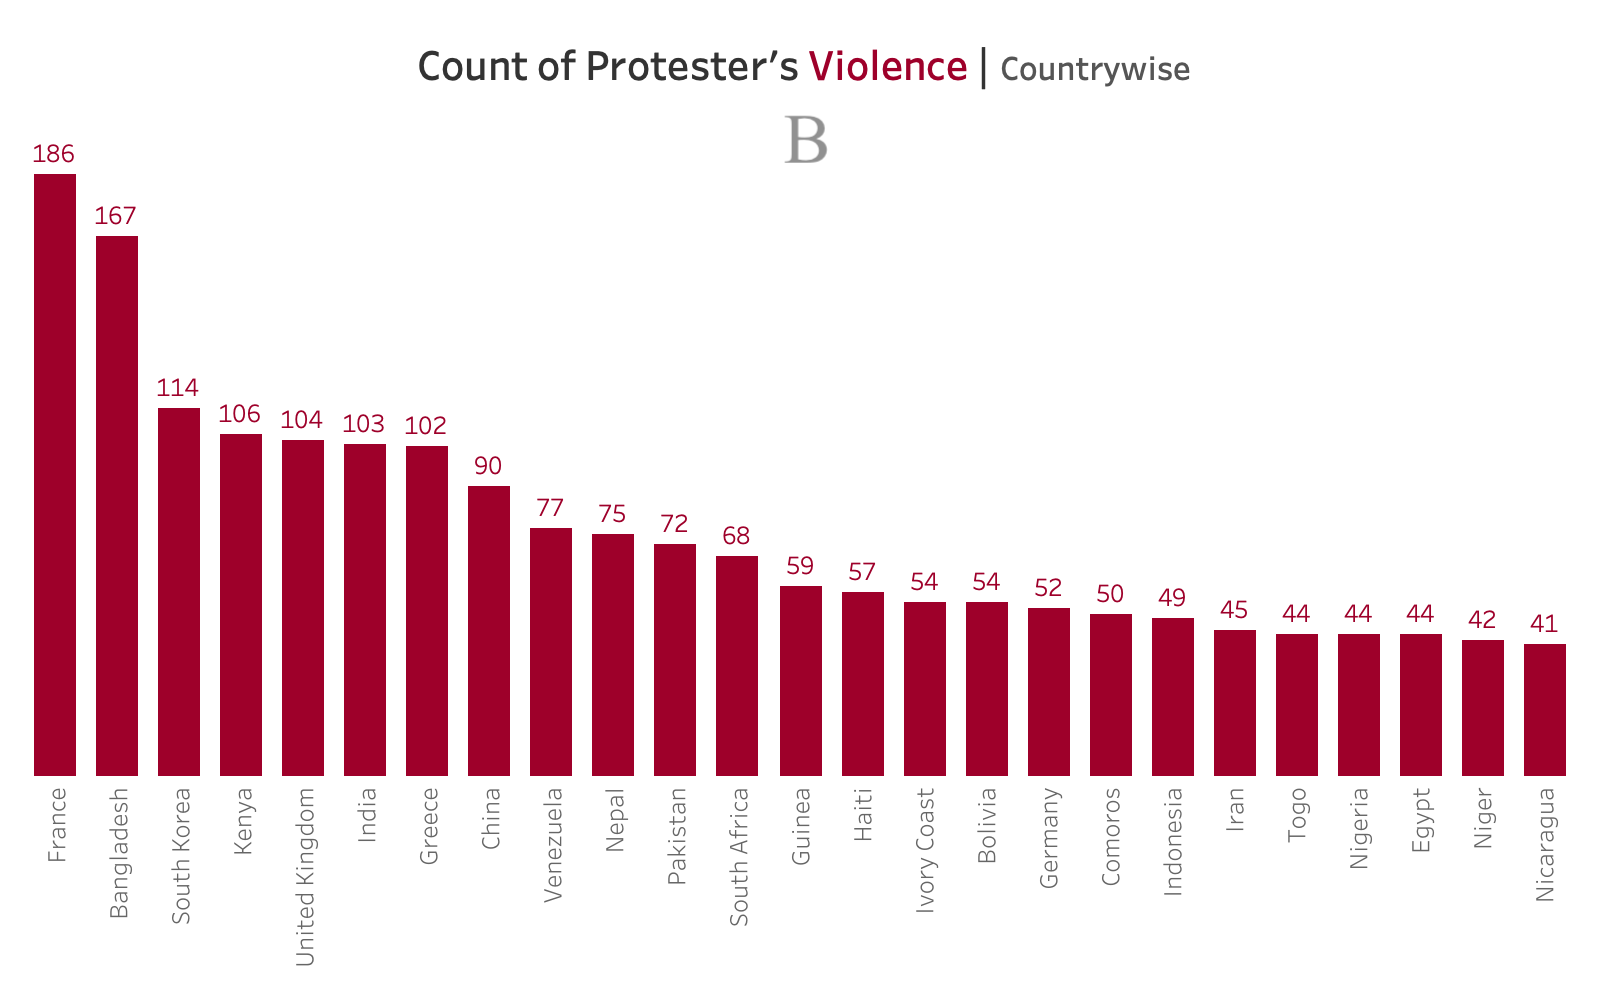 Count of Protester’s Violence | Countrywise
B
186
167
114
106
104
103
102
90
77
75
72
68
59
57
54
54
52
50
49
45
44
44
44
42
41
France
Bangladesh
South Korea
Kenya
United Kingdom
India
Greece
China
Venezuela
Nepal
Pakistan
South Africa
Guinea
Haiti
Ivory Coast
Bolivia
Germany
Comoros
Indonesia
Iran
Togo
Nigeria
Egypt
Niger
Nicaragua